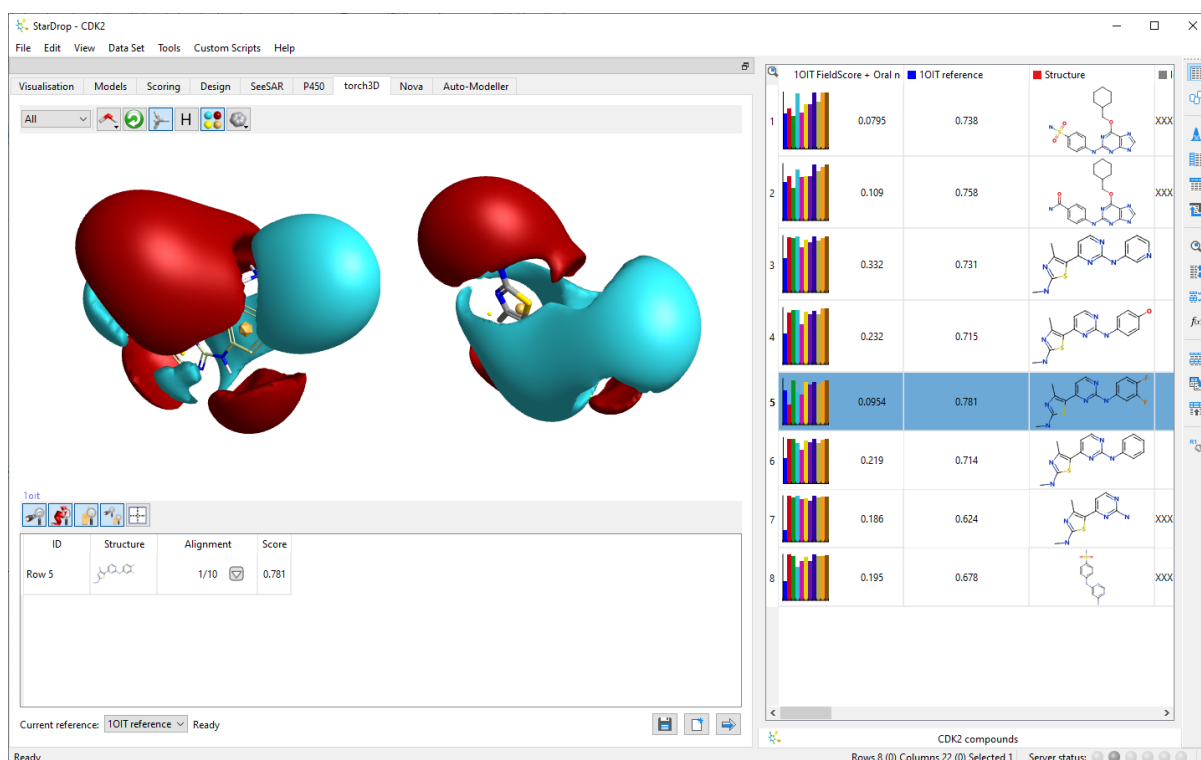 StarDrop - CDK2
File Edit View Data Set Tools Custom Scripts Help
Visualisation Models Scoring Design SeeSAR P450 torch3D Nova Auto-Modeller
All
H
1oit
ID Structure Alignment Score
Row 5 1/10 0.781
Current reference: 1OIT reference Ready
1OIT FieldScore + Oral n 1OIT reference Structure
1 0.0795 0.738 XXX
2 0.109 0.758 XXX
3 0.332 0.731
4 0.232 0.715
5 0.0954 0.781
6 0.219 0.714
7 0.186 0.624 XXX
8 0.195 0.678 XXX
CDK2 compounds
Ready
Rows 8 (0) Columns 22 (0) Selected 1 Server status: